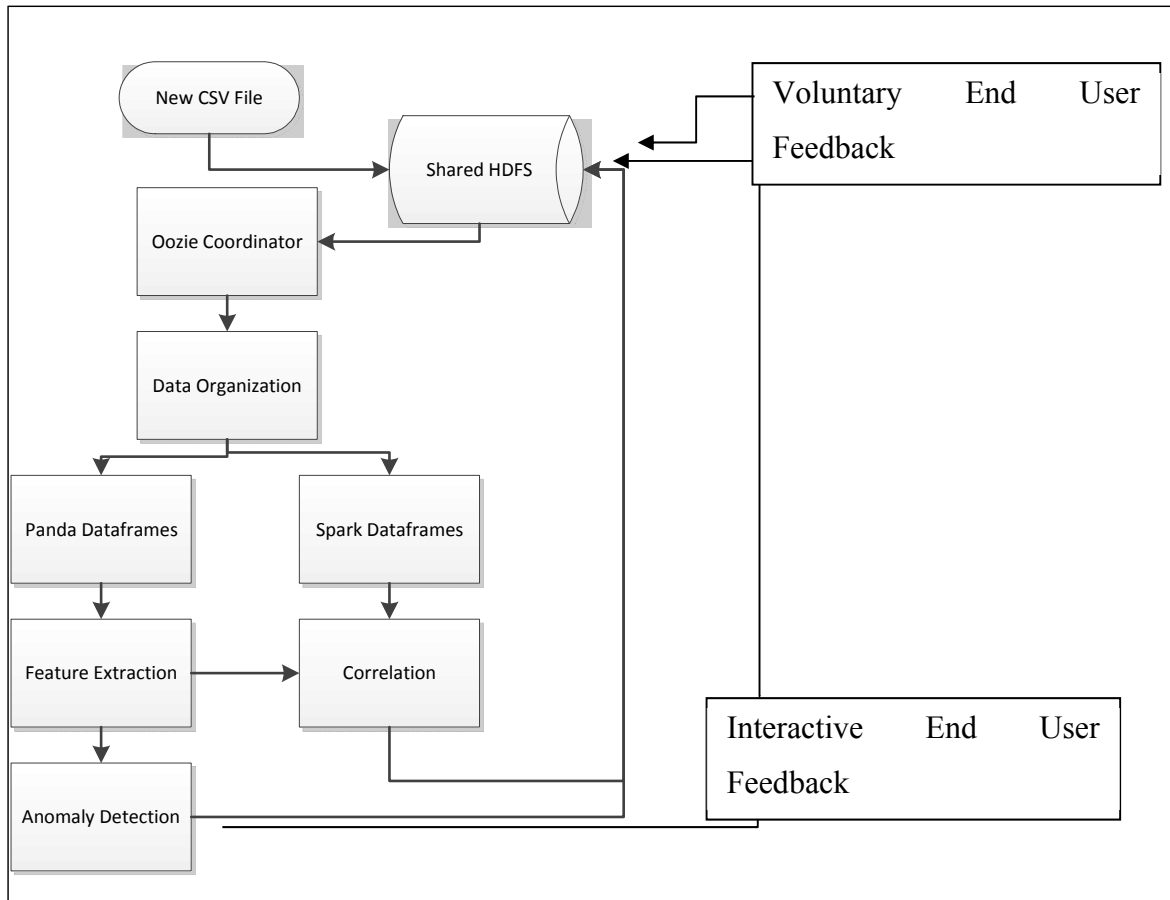 New CSV File
Voluntary End User
Feedback
Shared HDFS
Oozie Coordinator
Data Organization
Panda Dataframes
Spark Dataframes
Feature Extraction
Correlation
Interactive End User
Feedback
Anomaly Detection